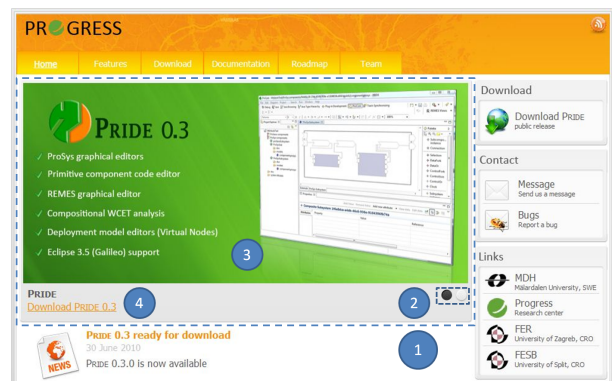 PROGRESS
Home Features Download Documentation Roadmap Team
PRIDE 0.3
✓ ProSys graphical editors
✓ Primitive component code editor
✓ REMES graphical editor
✓ Compositional WCET analysis
✓ Deployment model editors (Virtual Nodes)
✓ Eclipse 3.5 (Galileo) support
3
PRIDE
Download PRIDE 0.3
4
2
1
NEWS
PRIDE 0.3 ready for download
30 June 2010
PRIDE 0.3.0 is now available
Download
Download PRIDE
public release
Contact
Message
Send us a message
Bugs
Report a bug
Links
MDH
Mälardalen University, SWE
Progress
Research center
FER
University of Zagreb, CRO
FESB
University of Split, CRO